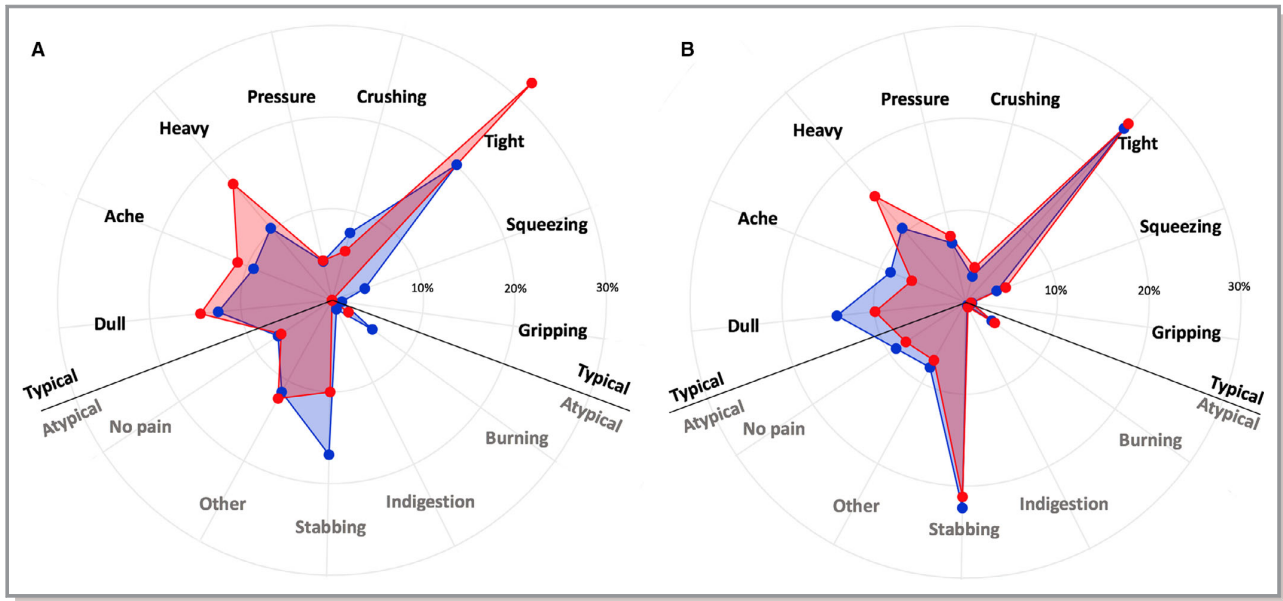 A
Pressure
Crushing
Heavy
Tight
Ache
Squeezing
10%
20%
30%
Dull
Gripping
Typical
Typical
Atypical
Atypical
No pain
Burning
Other
Indigestion
Stabbing
B
Pressure
Crushing
Heavy
Tight
Ache
Squeezing
10%
20%
30%
Dull
Gripping
Typical
Typical
Atypical
Atypical
No pain
Burning
Other
Indigestion
Stabbing